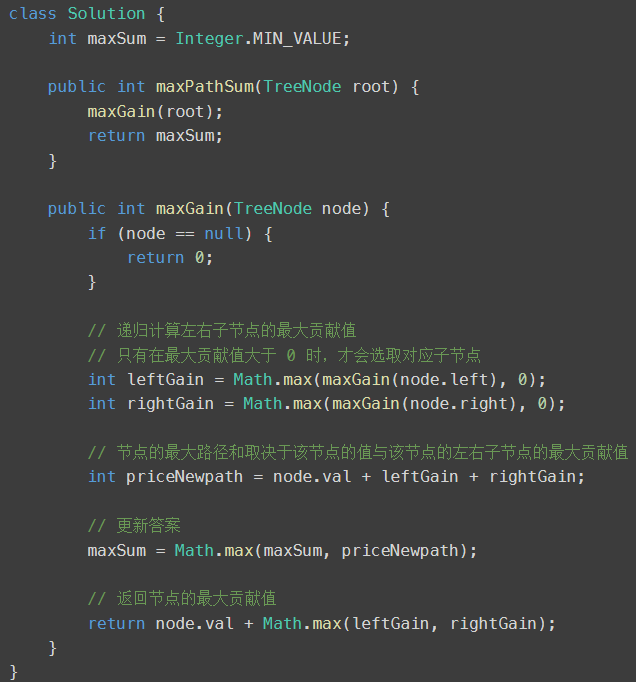 class Solution {
    int maxSum = Integer.MIN_VALUE;

    public int maxPathSum(TreeNode root) {
        maxGain(root);
        return maxSum;
    }

    public int maxGain(TreeNode node) {
        if (node == null) {
            return 0;
        }

        // 递归计算左右子节点的最大贡献值
        // 只有在最大贡献值大于 0 时，才会选取对应子节点
        int leftGain = Math.max(maxGain(node.left), 0);
        int rightGain = Math.max(maxGain(node.right), 0);

        // 节点的最大路径和取决于该节点的值与该节点的左右子节点的最大贡献值
        int priceNewpath = node.val + leftGain + rightGain;

        // 更新答案
        maxSum = Math.max(maxSum, priceNewpath);

        // 返回节点的最大贡献值
        return node.val + Math.max(leftGain, rightGain);
    }
}